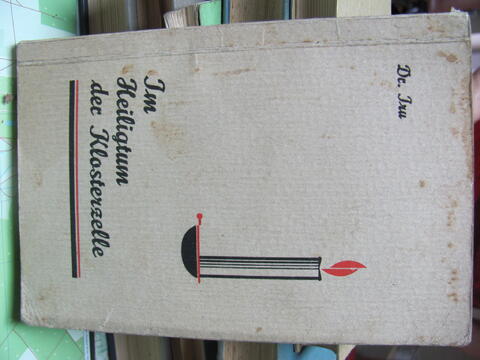 Dr. Iru
Im
Heiligtum
der Klosterzelle